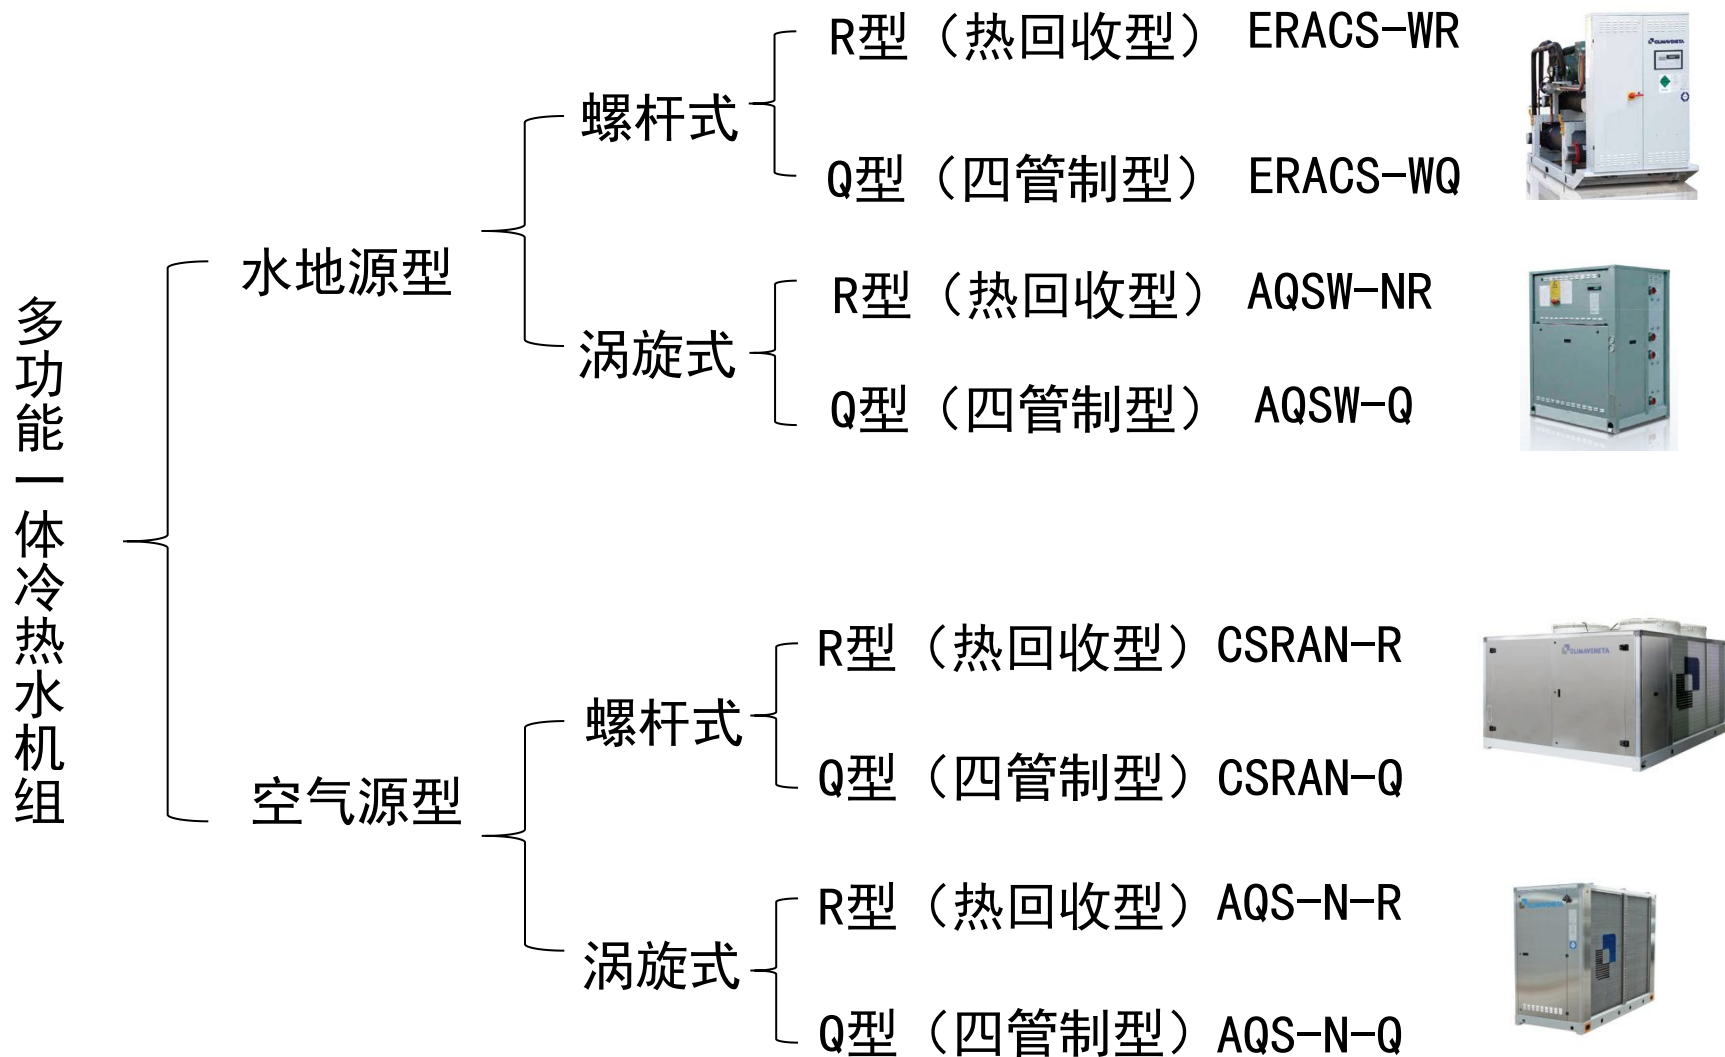 多功能一体冷热水机组
水地源型
螺杆式
R型（热回收型） ERACS-WR
Q型（四管制型） ERACS-WQ
涡旋式
R型（热回收型） AQSW-NR
Q型（四管制型） AQSW-Q
空气源型
螺杆式
R型（热回收型） CSRAN-R
Q型（四管制型） CSRAN-Q
涡旋式
R型（热回收型） AQS-N-R
Q型（四管制型） AQS-N-Q
CLIMAVENETA
CLIMAVENETA
CLIMAVENETA